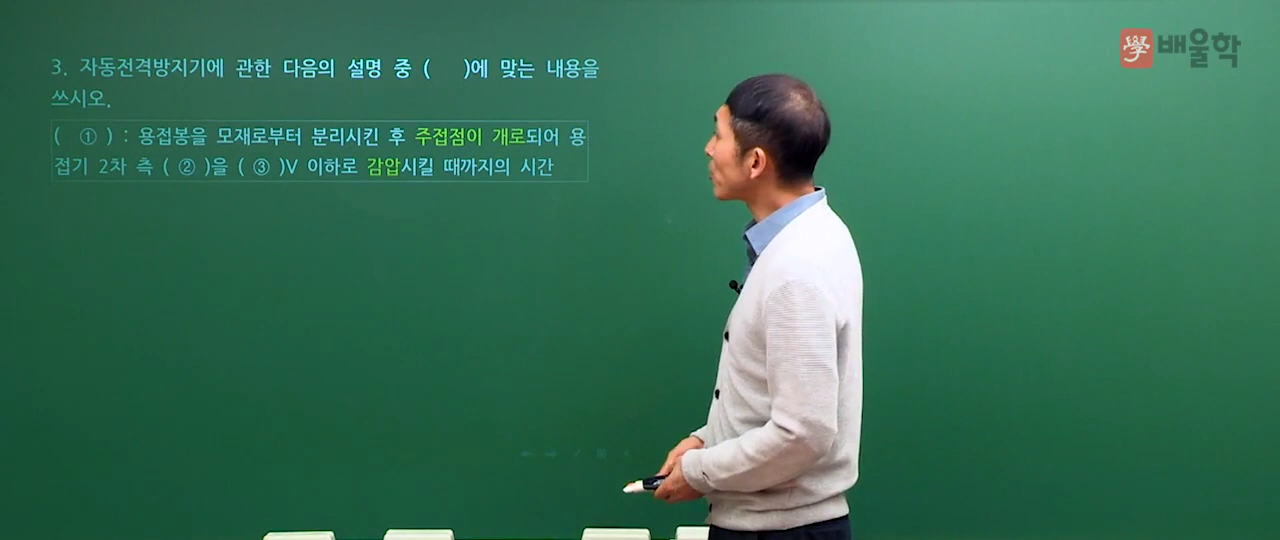 學배울학
3. 자동전격방지기에 관한 다음의 설명 중 ( )에 맞는 내용을
쓰시오.
( ① ) : 용접봉을 모재로부터 분리시킨 후 주접점이 개로되어 용
접기 2차 측 ( ② )을 ( ③ )V 이하로 감압시킬 때까지의 시간